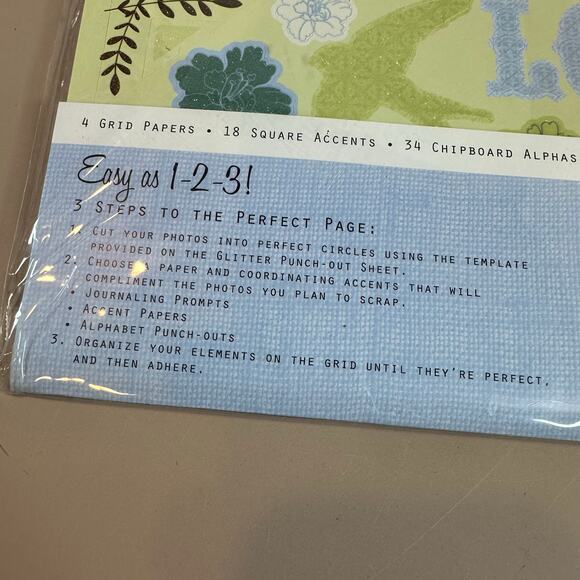 LO
4 GRID PAPERS • 18 SQUARE ACCENTS • 34 CHIPBOARD ALPHAS
Easy as 1-2-3!
3 STEPS TO THE PERFECT PAGE:
1. CUT YOUR PHOTOS INTO PERFECT CIRCLES USING THE TEMPLATE
PROVIDED ON THE GLITTER PUNCH-OUT SHEET.
2. CHOOSE A PAPER AND COORDINATING ACCENTS THAT WILL
COMPLIMENT THE PHOTOS YOU PLAN TO SCRAP.
• JOURNALING PROMPTS
• ACCENT PAPERS
• ALPHABET PUNCH-OUTS
3. ORGANIZE YOUR ELEMENTS ON THE GRID UNTIL THEY'RE PERFECT,
AND THEN ADHERE.